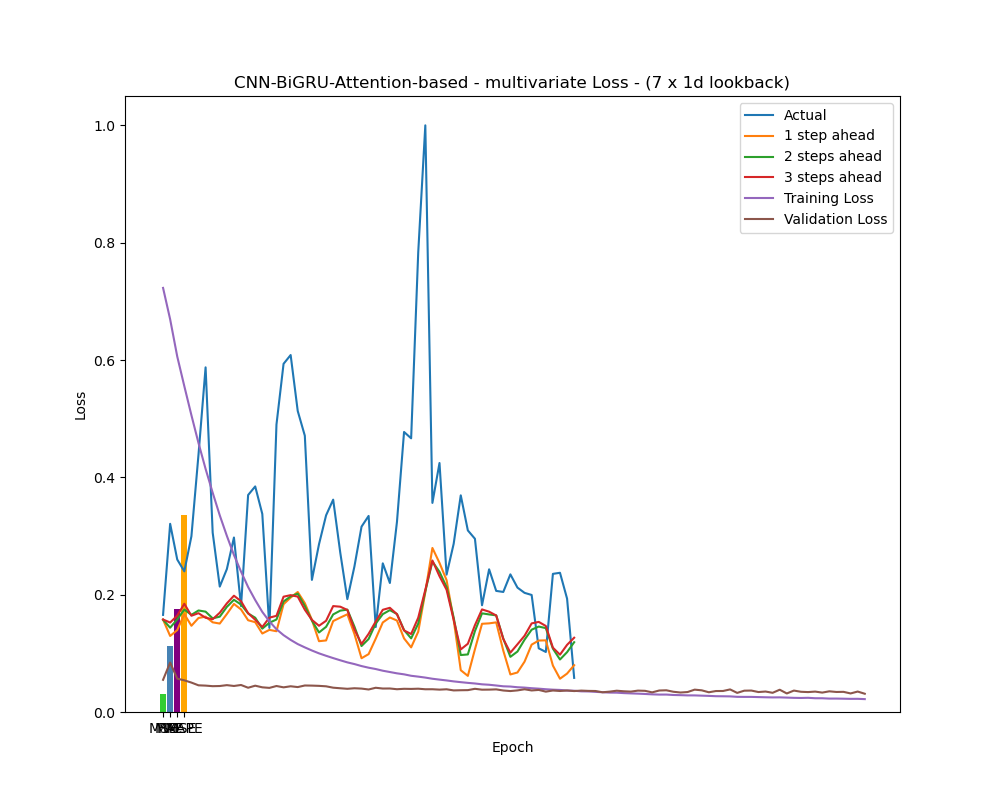 CNN-BiGRU-Attention-based - multivariate Loss - (7 x 1d lookback)
Actual
1 step ahead
2 steps ahead
3 steps ahead
Training Loss
Validation Loss
1.0
0.8
0.6
0.4
0.2
0.0
Loss
Epoch